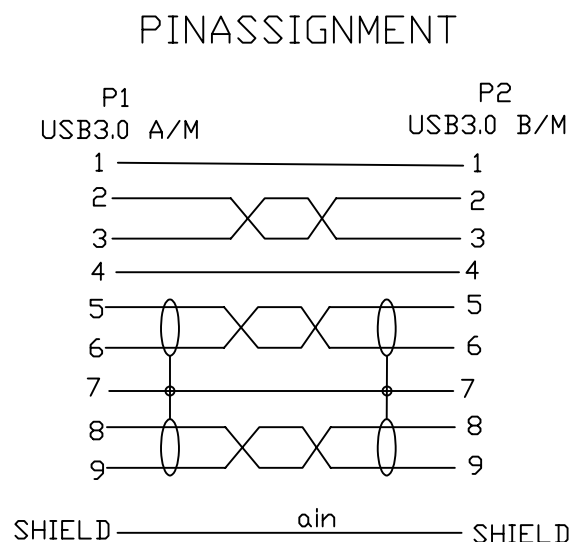 PINASSIGNMENT
P1 P2
USB3.0 A/M USB3.0 B/M
1 1
2 2
3 3
4 4
5 5
6 6
7 7
8 8
9 9
ain
SHIELD SHIELD